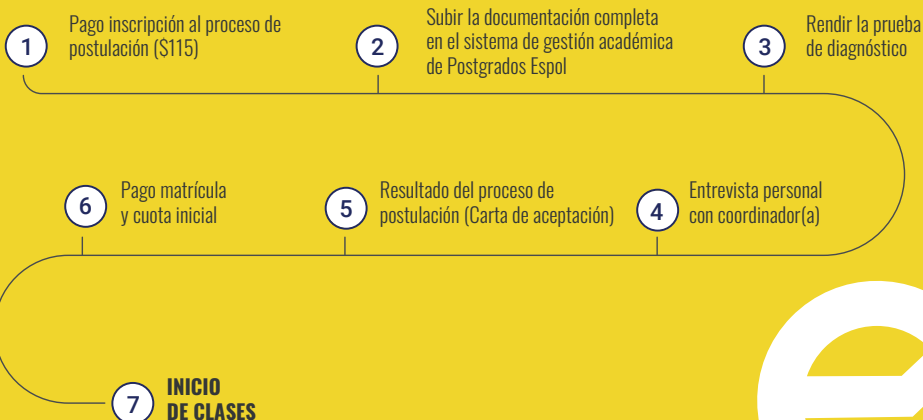 1
Pago inscripción al proceso de
postulación ($115)
2
Subir la documentación completa
en el sistema de gestión académica
de Postgrados Espol
3
Rendir la prueba
de diagnóstico
4
Entrevista personal
con coordinador(a)
5
Resultado del proceso de
postulación (Carta de aceptación)
6
Pago matrícula
y cuota inicial
7
INICIO
DE CLASES